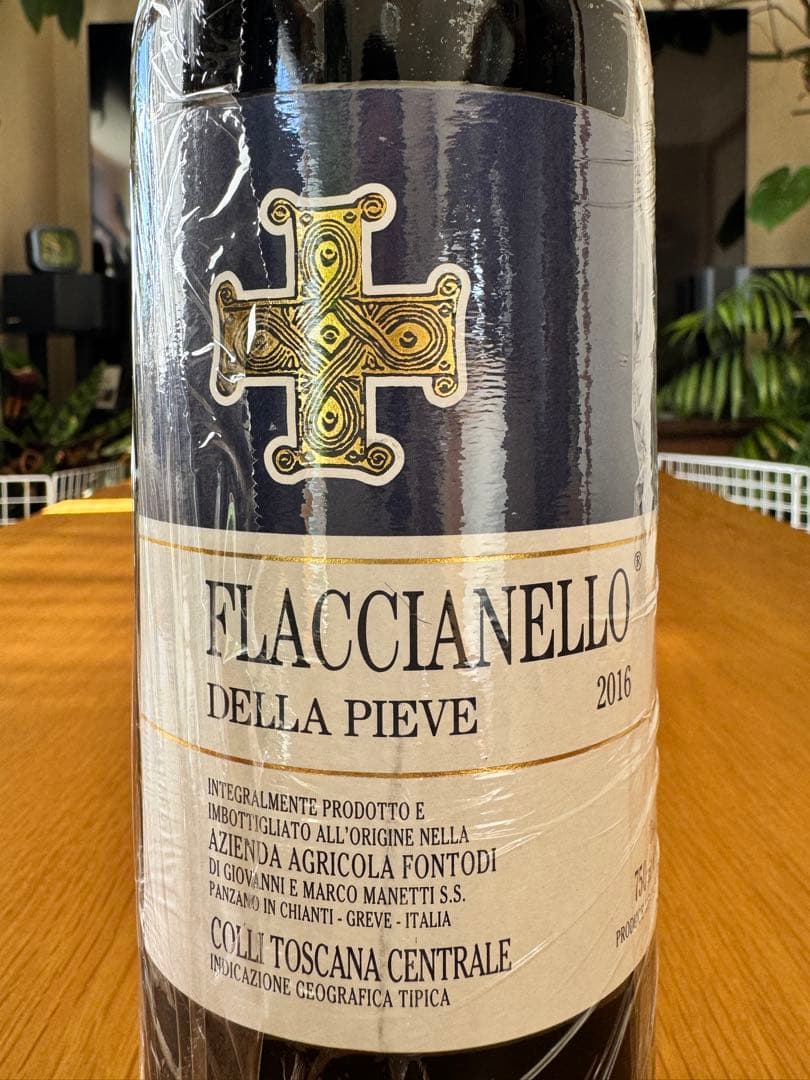 FLACCIANELLO®
DELLA PIEVE
2016
INTEGRALMENTE PRODOTTO E
IMBOTTIGLIATO ALL'ORIGINE NELLA
AZIENDA AGRICOLA FONTODI
DI GIOVANNI E MARCO MANETTI S.S.
PANZANO IN CHIANTI - GREVE - ITALIA
COLLI TOSCANA CENTRALE
INDICAZIONE GEOGRAFICA TIPICA